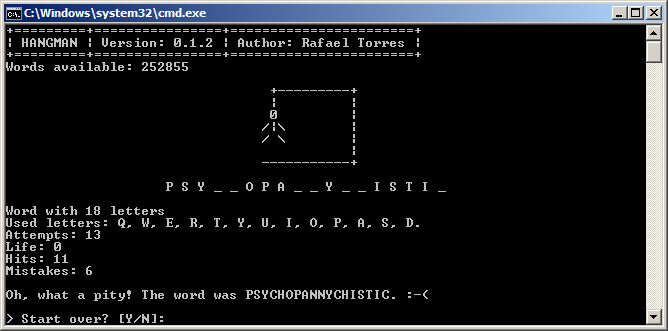 C:\Windows\system32\cmd.exe
HANGMAN ¦ Version: 0.1.2 ¦ Author: Rafael Torres
Words available: 252855
P S Y _ _ O P A _ _ Y _ _ I S T I _
Word with 18 letters
Used letters: Q, W, E, R, T, Y, U, I, O, P, A, S, D.
Attempts: 13
Life: 0
Hits: 11
Mistakes: 6
Oh, what a pity! The word was PSYCHOPANNYCHISTIC. :-(
> Start over? [Y/N]: